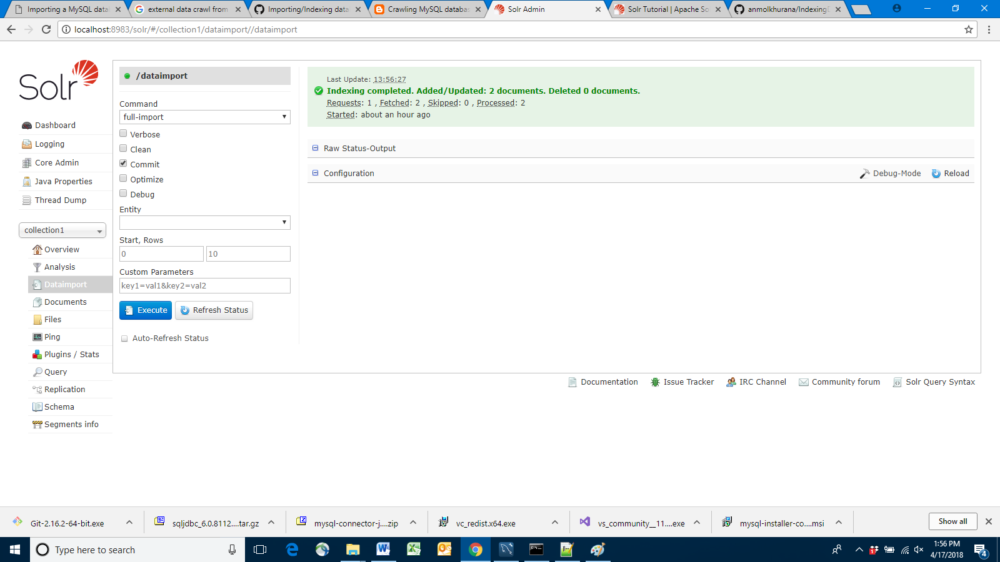 Importing a MySQL data
external data crawl from
Importing/Indexing data
Crawling MySQL databas
Solr Admin
Solr Tutorial | Apache So
anmolkhurana/Indexing
localhost:8983/solr/#/collection1/dataimport//dataimport
Solr
Dashboard
Logging
Core Admin
Java Properties
Thread Dump
collection1
Overview
Analysis
Dataimport
Documents
Files
Ping
Plugins / Stats
Query
Replication
Schema
Segments info
/dataimport
Command
full-import
Verbose
Clean
Commit
Optimize
Debug
Entity
Start, Rows
0 10
Custom Parameters
key1=val1&key2=val2
Execute Refresh Status
Auto-Refresh Status
Last Update: 13:56:27
Indexing completed. Added/Updated: 2 documents. Deleted 0 documents.
Requests: 1 , Fetched: 2 , Skipped: 0 , Processed: 2
Started: about an hour ago
Raw Status-Output
Configuration
Debug-Mode Reload
Documentation Issue Tracker IRC Channel Community forum Solr Query Syntax
Git-2.16.2-64-bit.exe
sqljdbc_6.0.8112....tar.gz
mysql-connector-j....zip
vc_redist.x64.exe
vs_community__11....exe
mysql-installer-co....msi
Show all
Type here to search
1:56 PM
4/17/2018
4